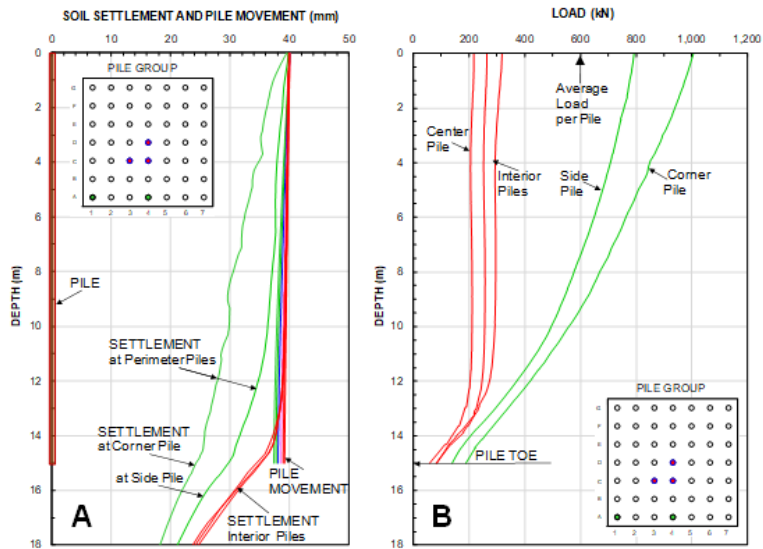 SOIL SETTLEMENT AND PILE MOVEMENT (mm)
0 10 20 30 40 50
0
2
4
6
8
10
12
14
16
18
DEPTH (m)
PILE GROUP
G
F
E
D
C
B
A
1 2 3 4 5 6 7
PILE
SETTLEMENT
at Perimeter Piles
SETTLEMENT
at Corner Pile
at Side Pile
PILE
MOVEMENT
SETTLEMENT
Interior Piles
A
LOAD (kN)
0 200 400 600 800 1,000 1,200
0
2
4
6
8
10
12
14
16
18
DEPTH (m)
Average
Load
per Pile
Center
Pile
Interior
Piles
Side
Pile
Corner
Pile
PILE TOE
PILE GROUP
G
F
E
D
C
B
A
1 2 3 4 5 6 7
B